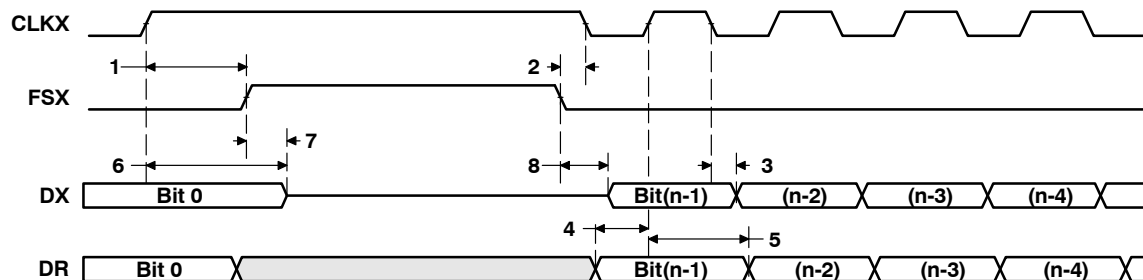 CLKX
1
2
FSX
7
6
8
3
DX
Bit 0
Bit(n-1)
(n-2)
(n-3)
(n-4)
4
5
DR
Bit 0
Bit(n-1)
(n-2)
(n-3)
(n-4)